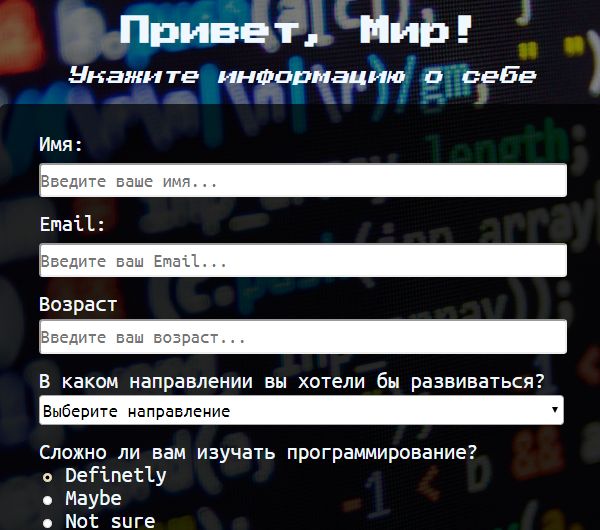 Привет, Мир!
Укажите информацию о себе
Имя:
Введите ваше имя...
Email:
Введите ваш Email...
Возраст
Введите ваш возраст...
В каком направлении вы хотели бы развиваться?
Выберите направление
Сложно ли вам изучать программирование?
Definetly
Maybe
Not sure